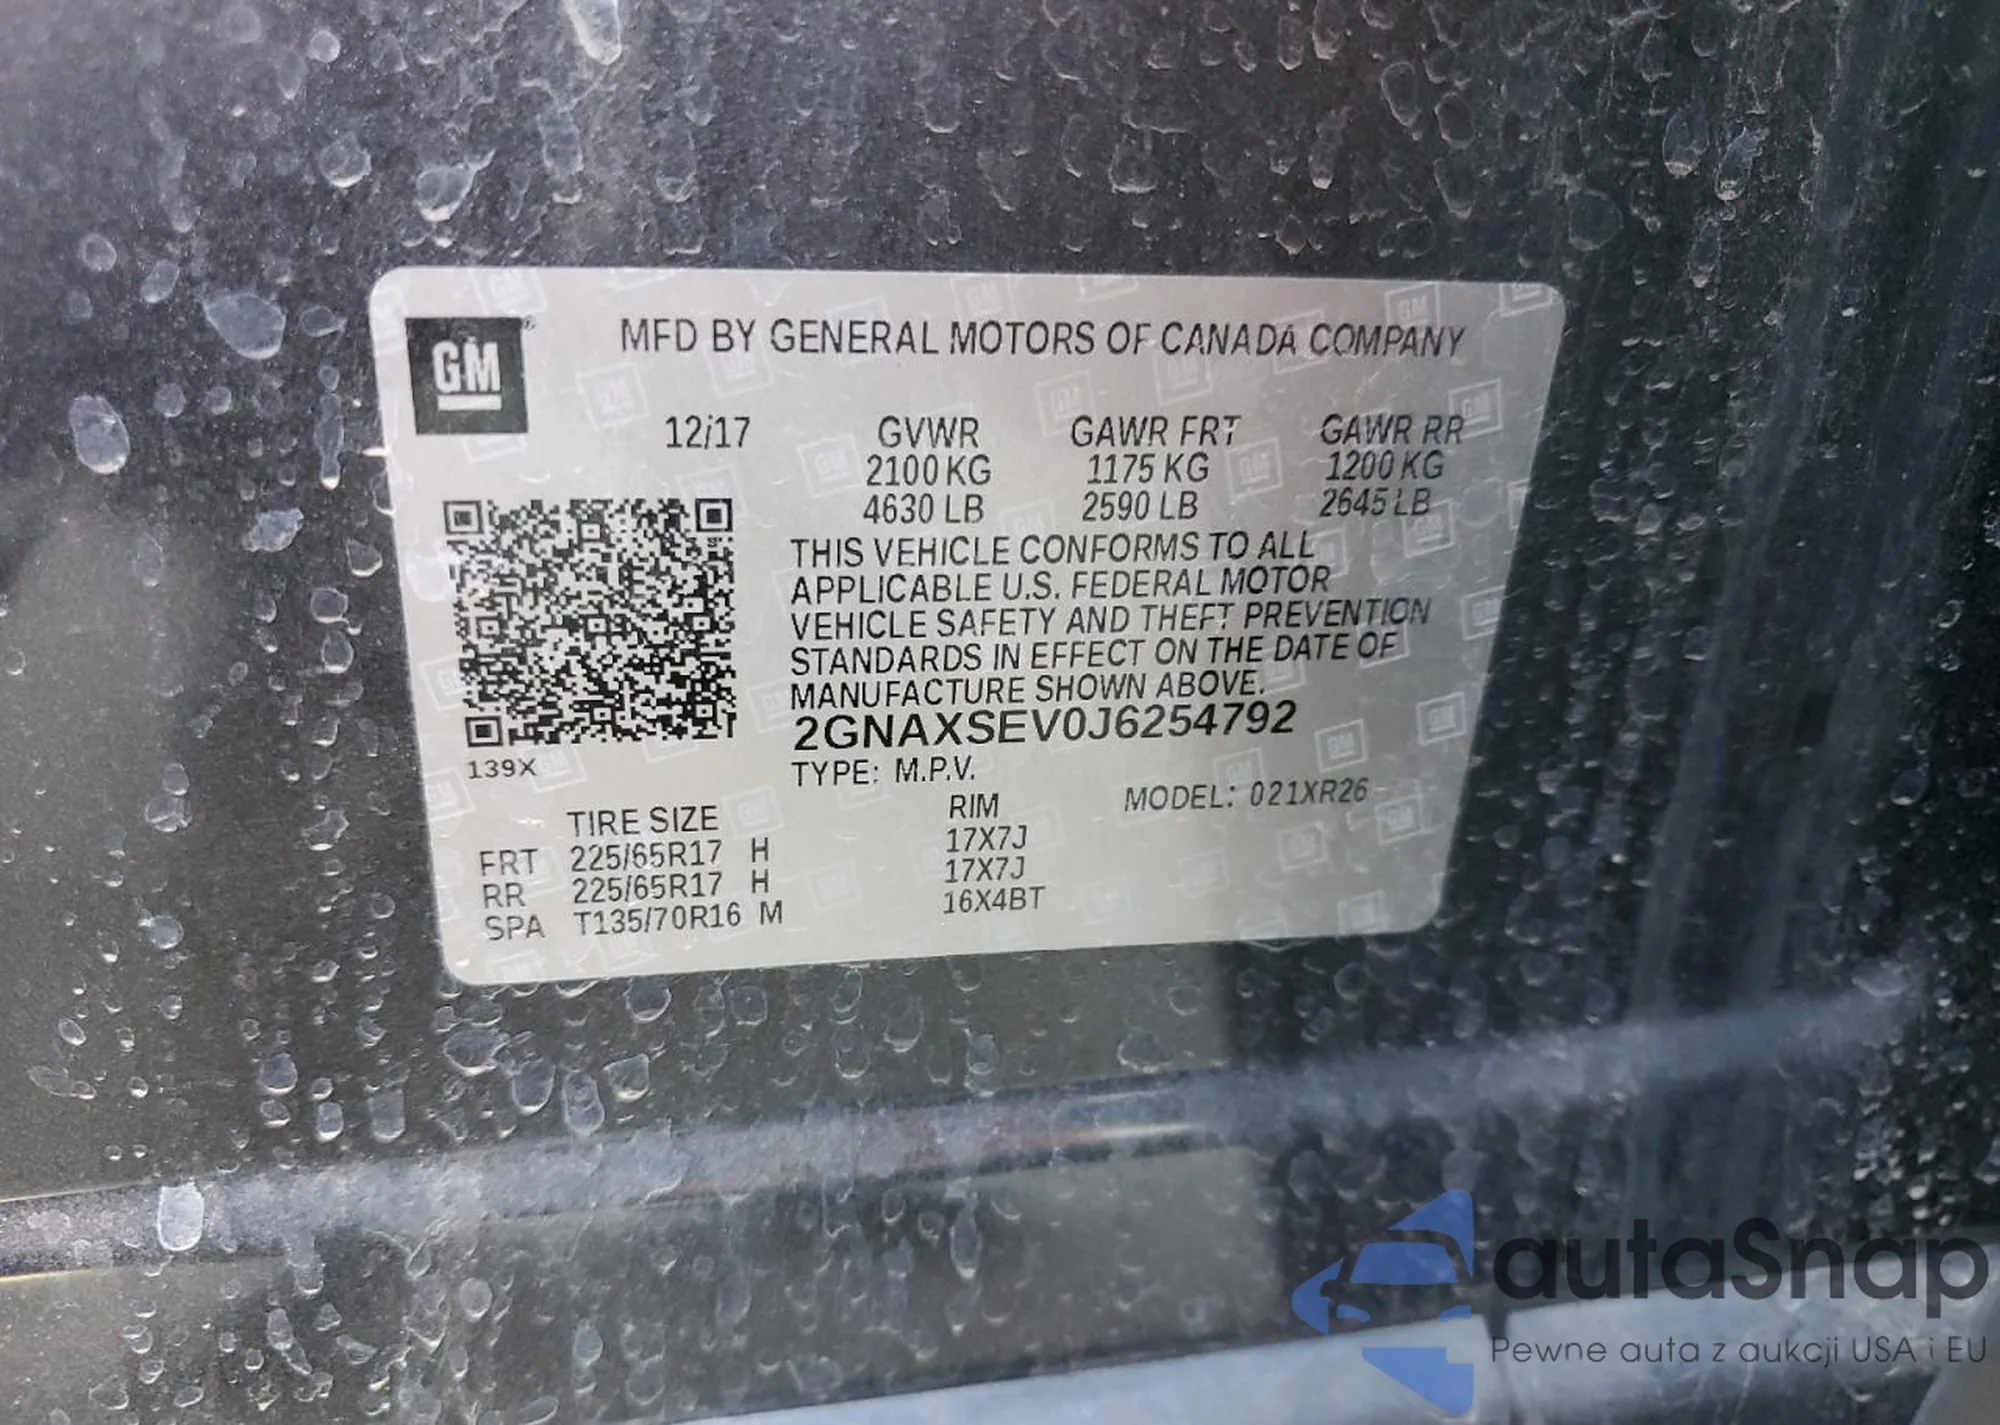 GM
MFD BY GENERAL MOTORS OF CANADA COMPANY
12/17 GVWR GAWR FRT GAWR RR
2100 KG 1175 KG 1200 KG
4630 LB 2590 LB 2645 LB
THIS VEHICLE CONFORMS TO ALL
APPLICABLE U.S. FEDERAL MOTOR
VEHICLE SAFETY AND THEFT PREVENTION
STANDARDS IN EFFECT ON THE DATE OF
MANUFACTURE SHOWN ABOVE.
2GNAXSEV0J6254792
139X
TYPE: M.P.V.
MODEL: 021XR26
TIRE SIZE RIM
FRT 225/65R17 H 17X7J
RR 225/65R17 H 17X7J
SPA T135/70R16 M 16X4BT
autaSnap
Pewne auta z aukcji USA i EU